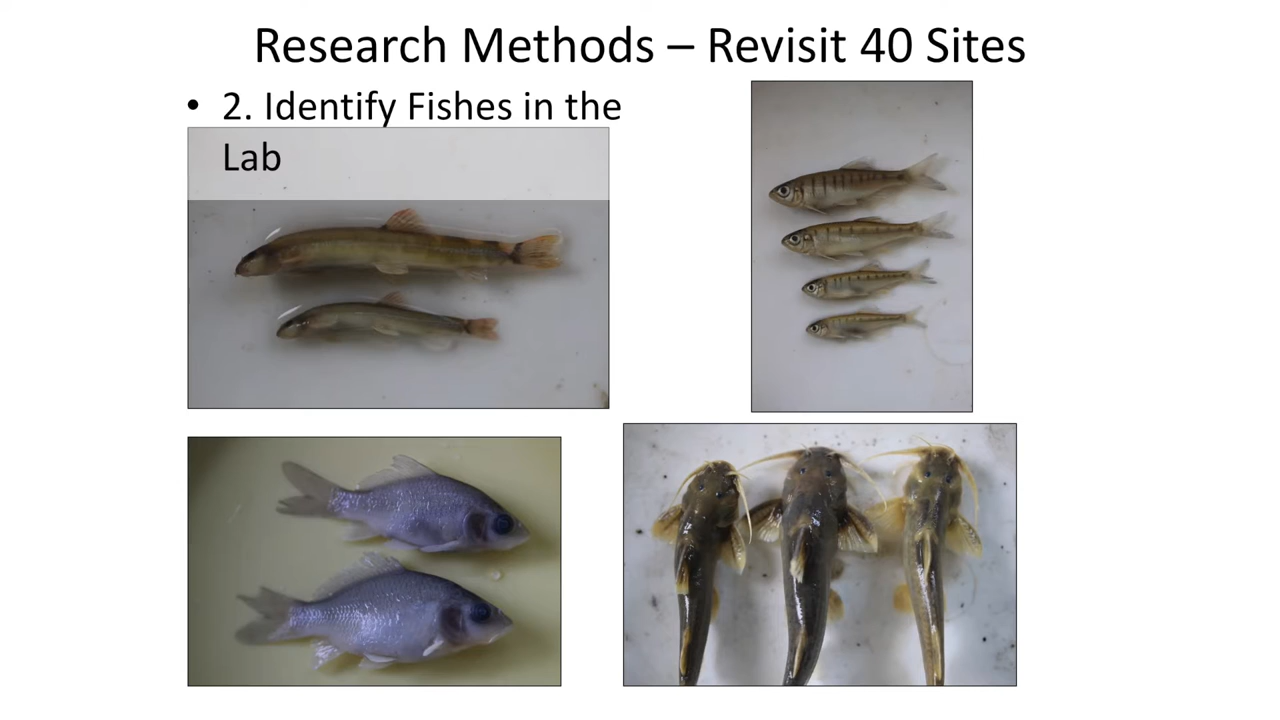 Research Methods – Revisit 40 Sites
• 2. Identify Fishes in the
Lab